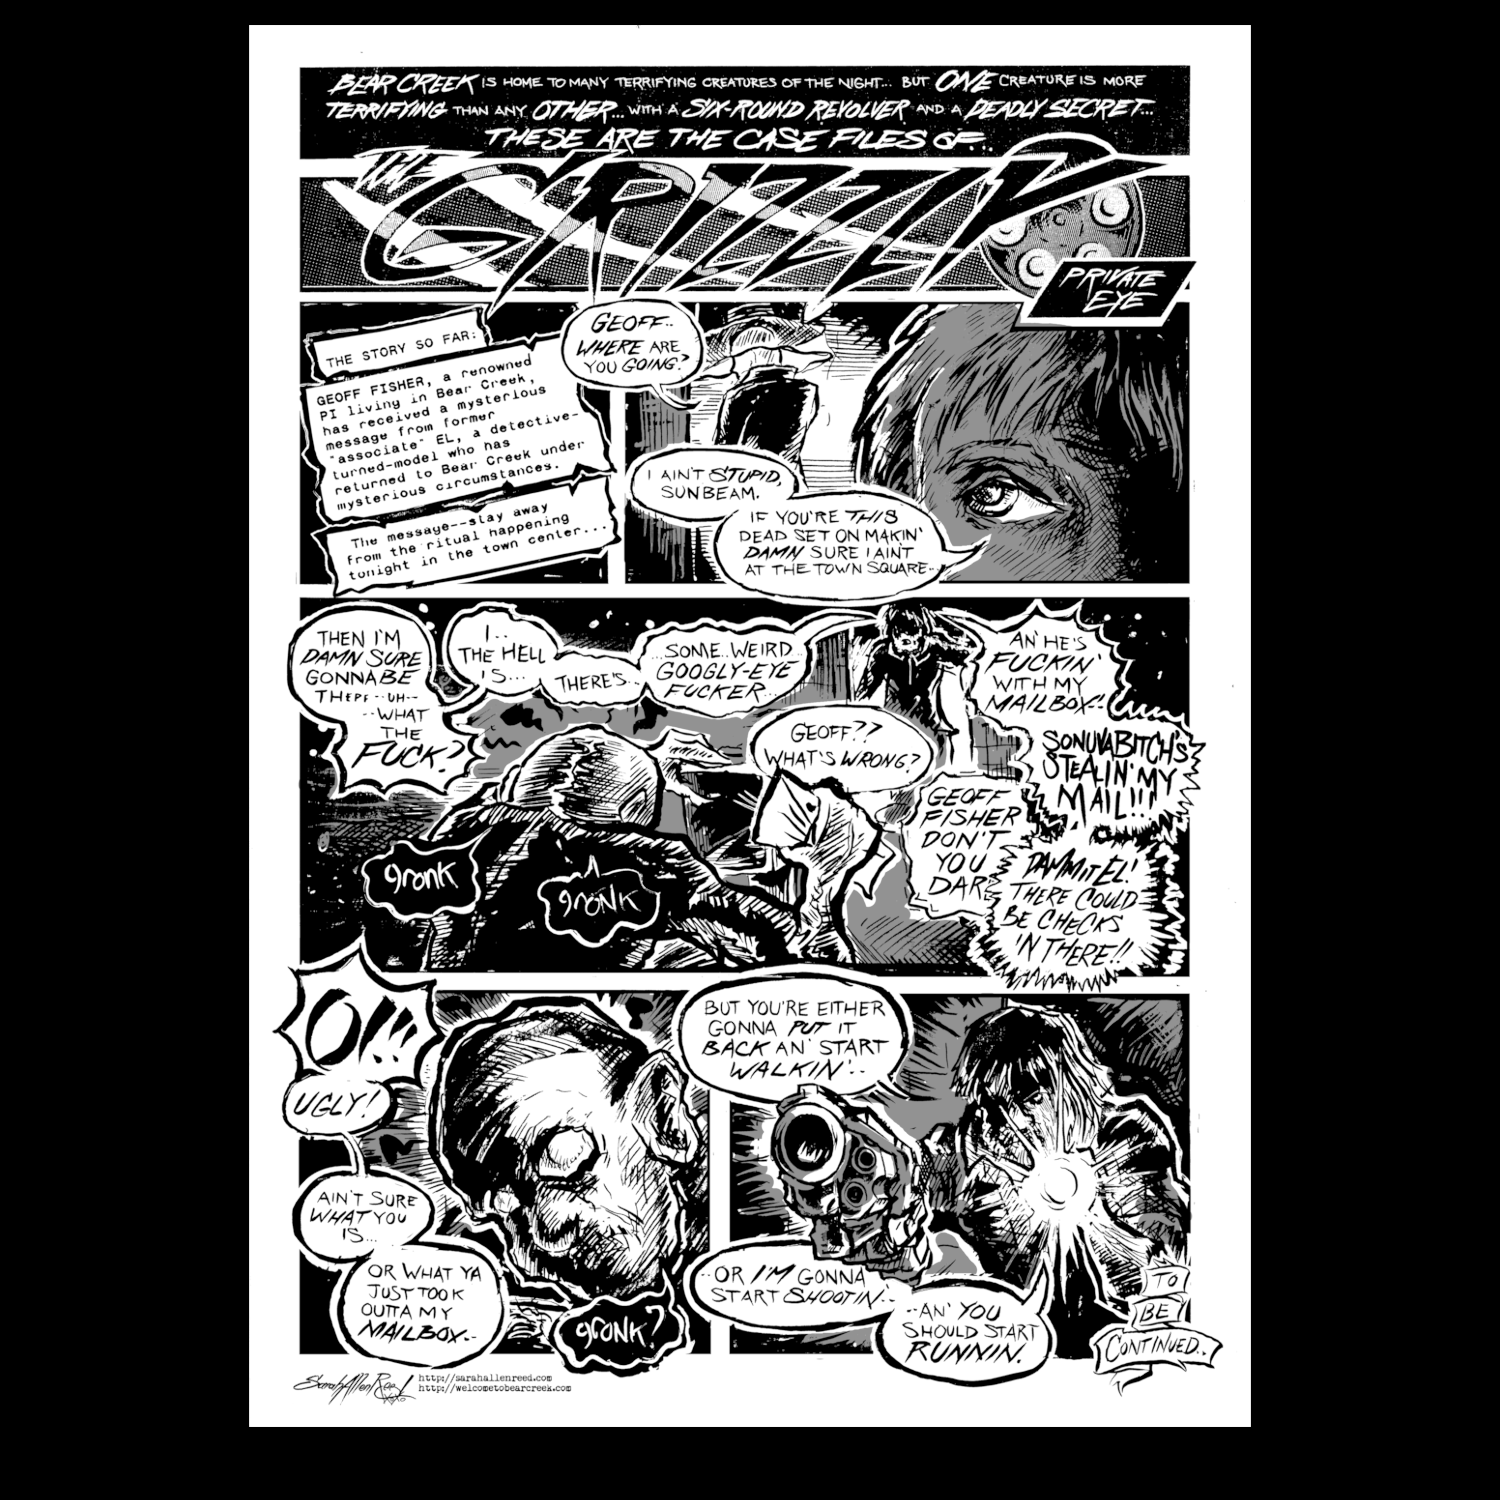 BEAR CREEK IS HOME TO MANY TERRIFYING CREATURES OF THE NIGHT... BUT ONE CREATURE IS MORE
TERRIFYING THAN ANY OTHER... WITH A SIX-ROUND REVOLVER AND A DEADLY SECRET...
THESE ARE THE CASE FILES OF...
THE GRIZZLY
PRIVATE
EYE
THE STORY SO FAR:
GEOFF FISHER, a renowned
PI living in Bear Creek,
has received a mysterious
message from former
"associate" EL, a detective-
turned-model who has
returned to Bear Creek under
mysterious circumstances.
The message--stay away
from the ritual happening
tonight in the town center...
GEOFF..
WHERE ARE
YOU GOING?
I AIN'T STUPID,
SUNBEAM.
IF YOU'RE THIS
DEAD SET ON MAKIN'
DAMN SURE I AIN'T
AT THE TOWN SQUARE--
THEN I'M
DAMN SURE
GONNA BE
THERE--UH--
--WHAT
THE
FUCK?
I..
THE HELL
IS...
THERE'S...
...SOME..WEIRD..
GOOGLY-EYE
FUCKER...
AN' HE'S
FUCKIN'
WITH MY
MAILBOX--
SONUVABITCH'S
STEALIN' MY
MAIL!!!
GEOFF??
WHAT'S WRONG?
GEOFF
FISHER
DON'T
YOU
DARE
DAMMIT EL!
THERE COULD
BE CHECKS
IN THERE!!
gronk
gronk
OI!!
UGLY!
AIN'T SURE
WHAT YOU
IS...
OR WHAT YA
JUST TOOK
OUTTA MY
MAILBOX--
gronk?
BUT YOU'RE EITHER
GONNA PUT IT
BACK AN' START
WALKIN'--
--OR I'M GONNA
START SHOOTIN'--
--AN' YOU
SHOULD START
RUNNIN.
TO
BE
CONTINUED..
Sarah Allen Reed
http://sarahallenreed.com
http://welcometobearcreek.com